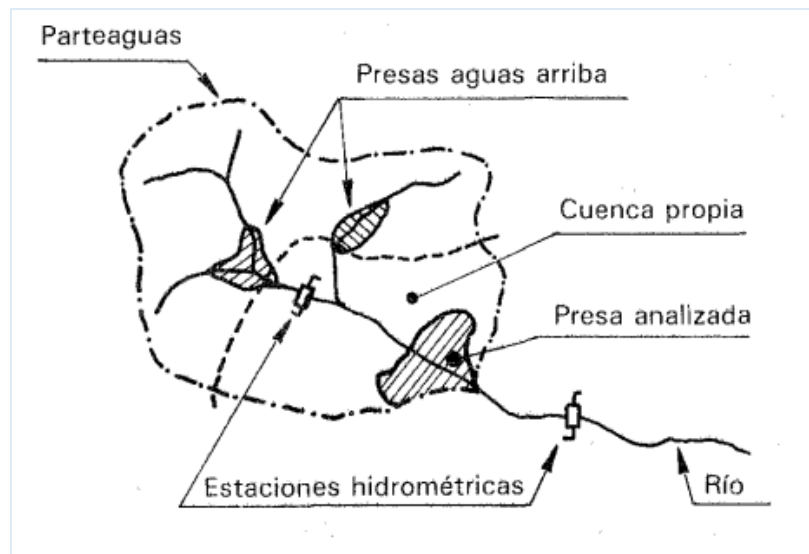 Parteaguas
Presas aguas arriba
Cuenca propia
Presa analizada
Estaciones hidrométricas
Río